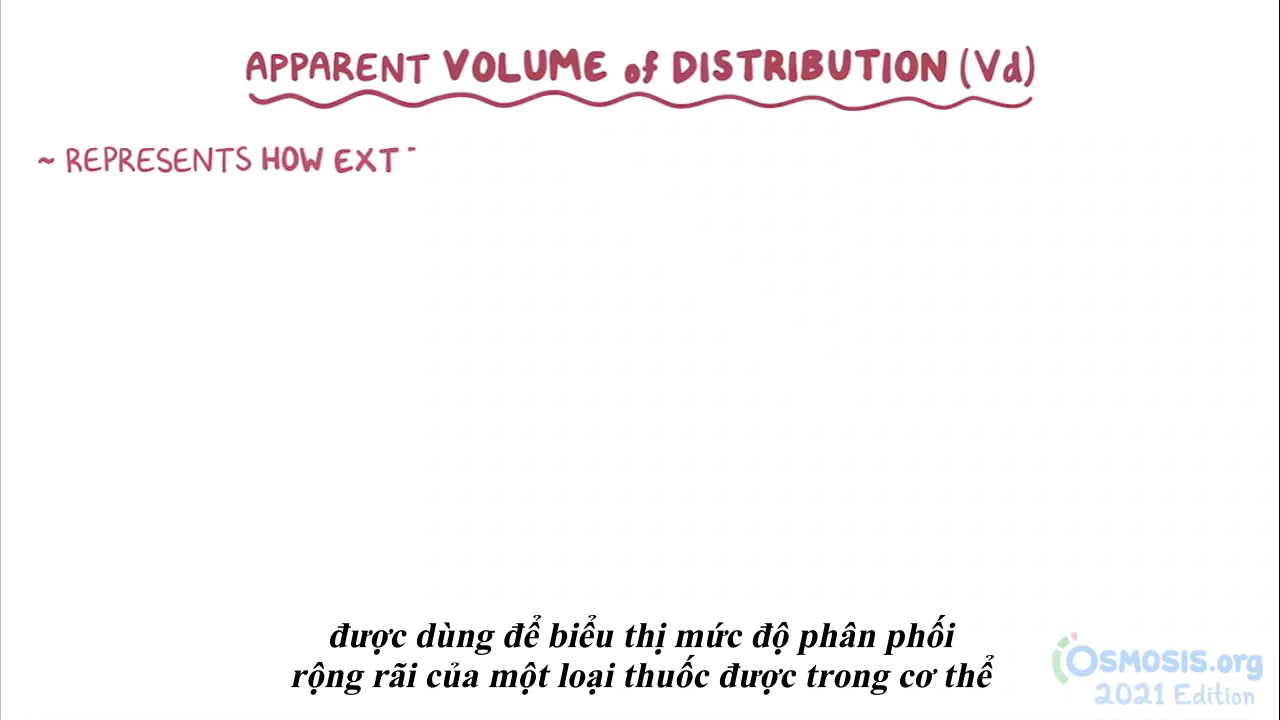 APPARENT VOLUME of DISTRIBUTION (Vd)
~ REPRESENTS HOW EXT
được dùng để biểu thị mức độ phân phối
rộng rãi của một loại thuốc được trong cơ thể
OSMOSIS.org
2021 Edition